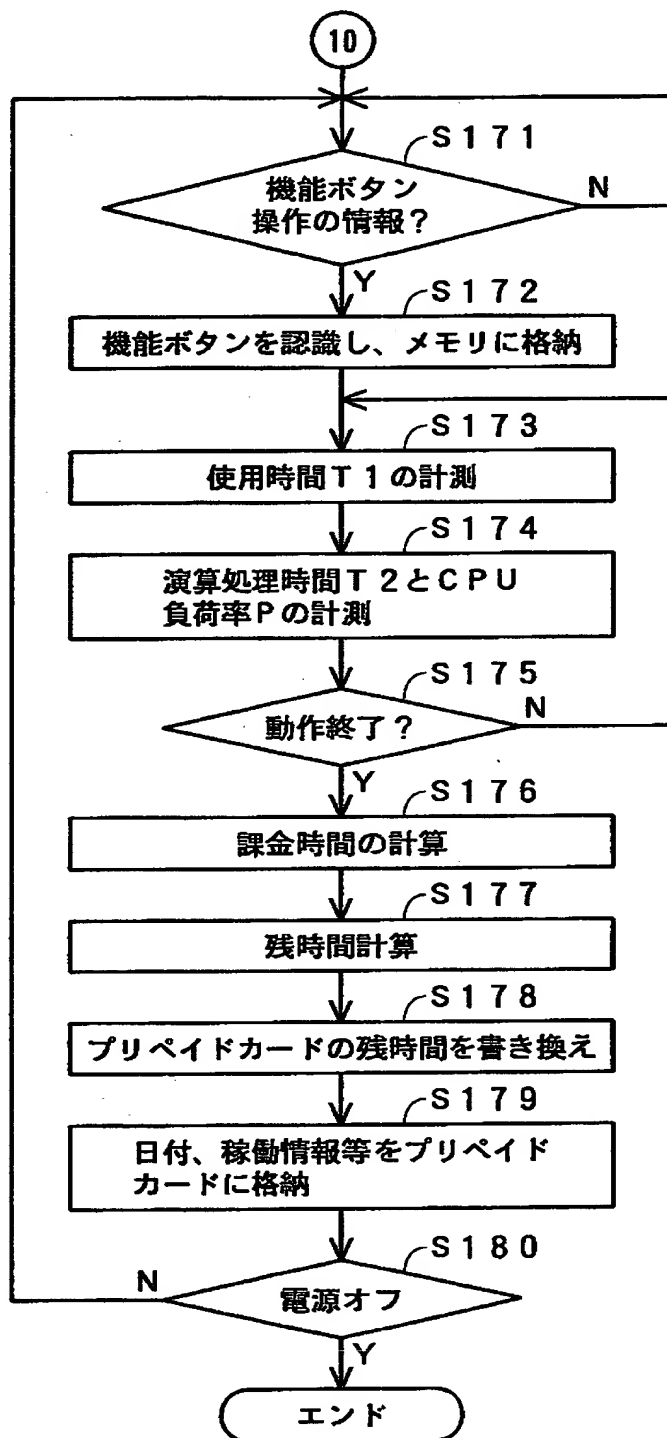 10
S171
機能ボタン
操作の情報？
N
Y
S172
機能ボタンを認識し、メモリに格納
S173
使用時間T1の計測
S174
演算処理時間T2とCPU
負荷率Pの計測
S175
動作終了？
N
Y
S176
課金時間の計算
S177
残時間計算
S178
プリペイドカードの残時間を書き換え
S179
日付、稼働情報等をプリペイド
カードに格納
S180
N
電源オフ
Y
エンド